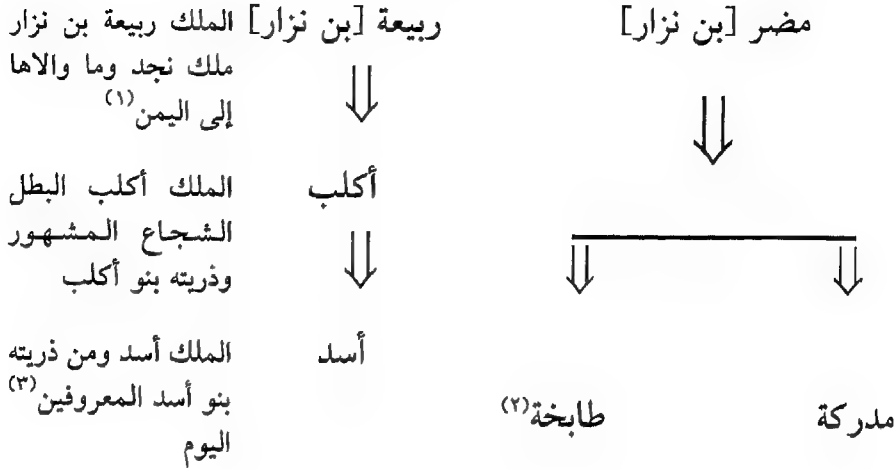 مضر [بن نزار]
ربيعة [بن نزار]
الملك ربيعة بن نزار
ملك نجد وما والاها
إلى اليمن(١)
أكلب
الملك أكلب البطل
الشجاع المشهور
وذريته بنو أكلب
أسد
الملك أسد ومن ذريته
بنو أسد المعروفين(٣)
اليوم
مدركة
طابخة(٢)